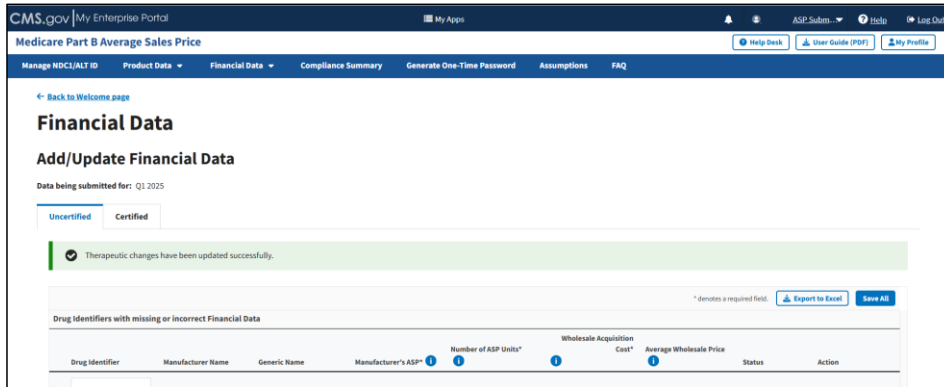 CMS.gov My Enterprise Portal My Apps ASP Subm... Help Log Out
Medicare Part B Average Sales Price Help Desk User Guide (PDF) My Profile
Manage NDC1/ALT ID Product Data Financial Data Compliance Summary Generate One-Time Password Assumptions FAQ
← Back to Welcome page
Financial Data
Add/Update Financial Data
Data being submitted for: Q1 2025
Uncertified Certified
Therapeutic changes have been updated successfully.
* denotes a required field. Export to Excel Save All
Drug Identifiers with missing or incorrect Financial Data
Wholesale Acquisition
Number of ASP Units* Cost* Average Wholesale Price
Drug Identifier Manufacturer Name Generic Name Manufacturer's ASP* Status Action